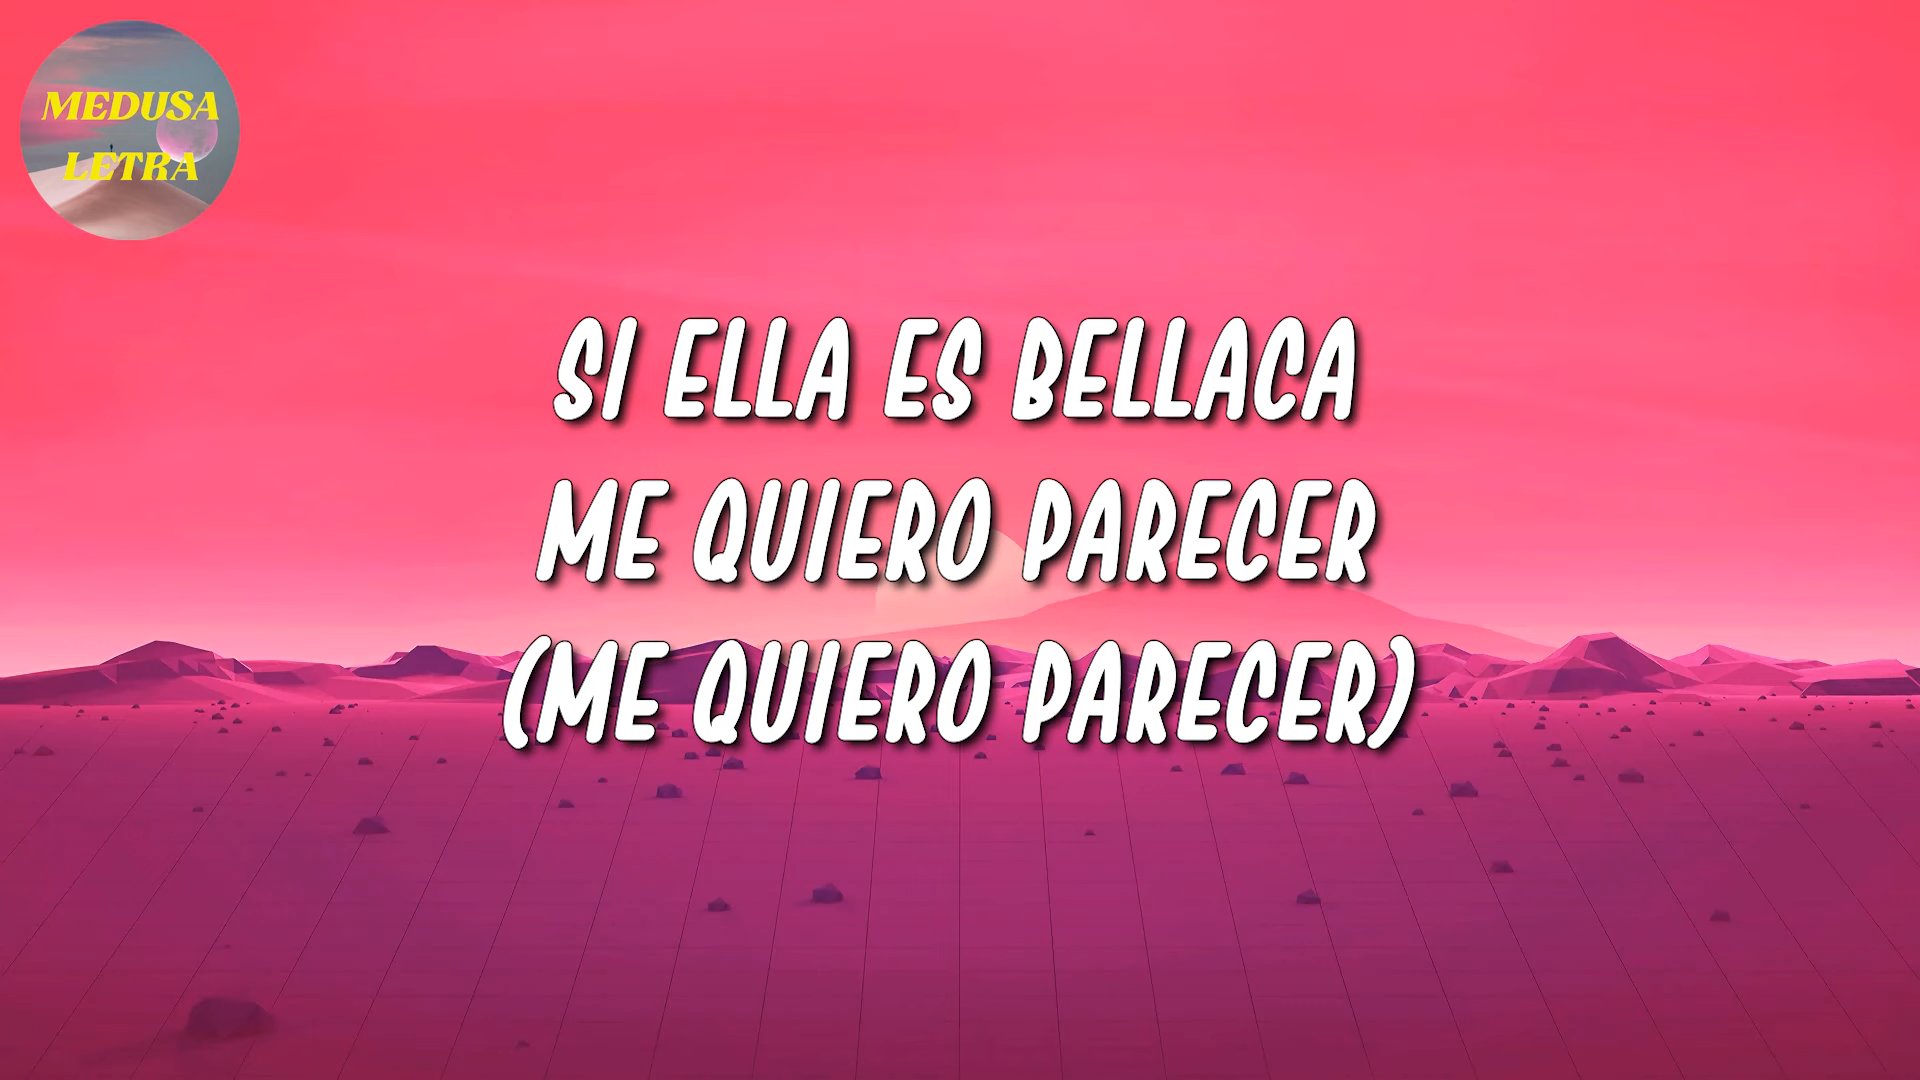 MEDUSA
LETRA
SI ELLA ES BELLACA
ME QUIERO PARECER
(ME QUIERO PARECER)